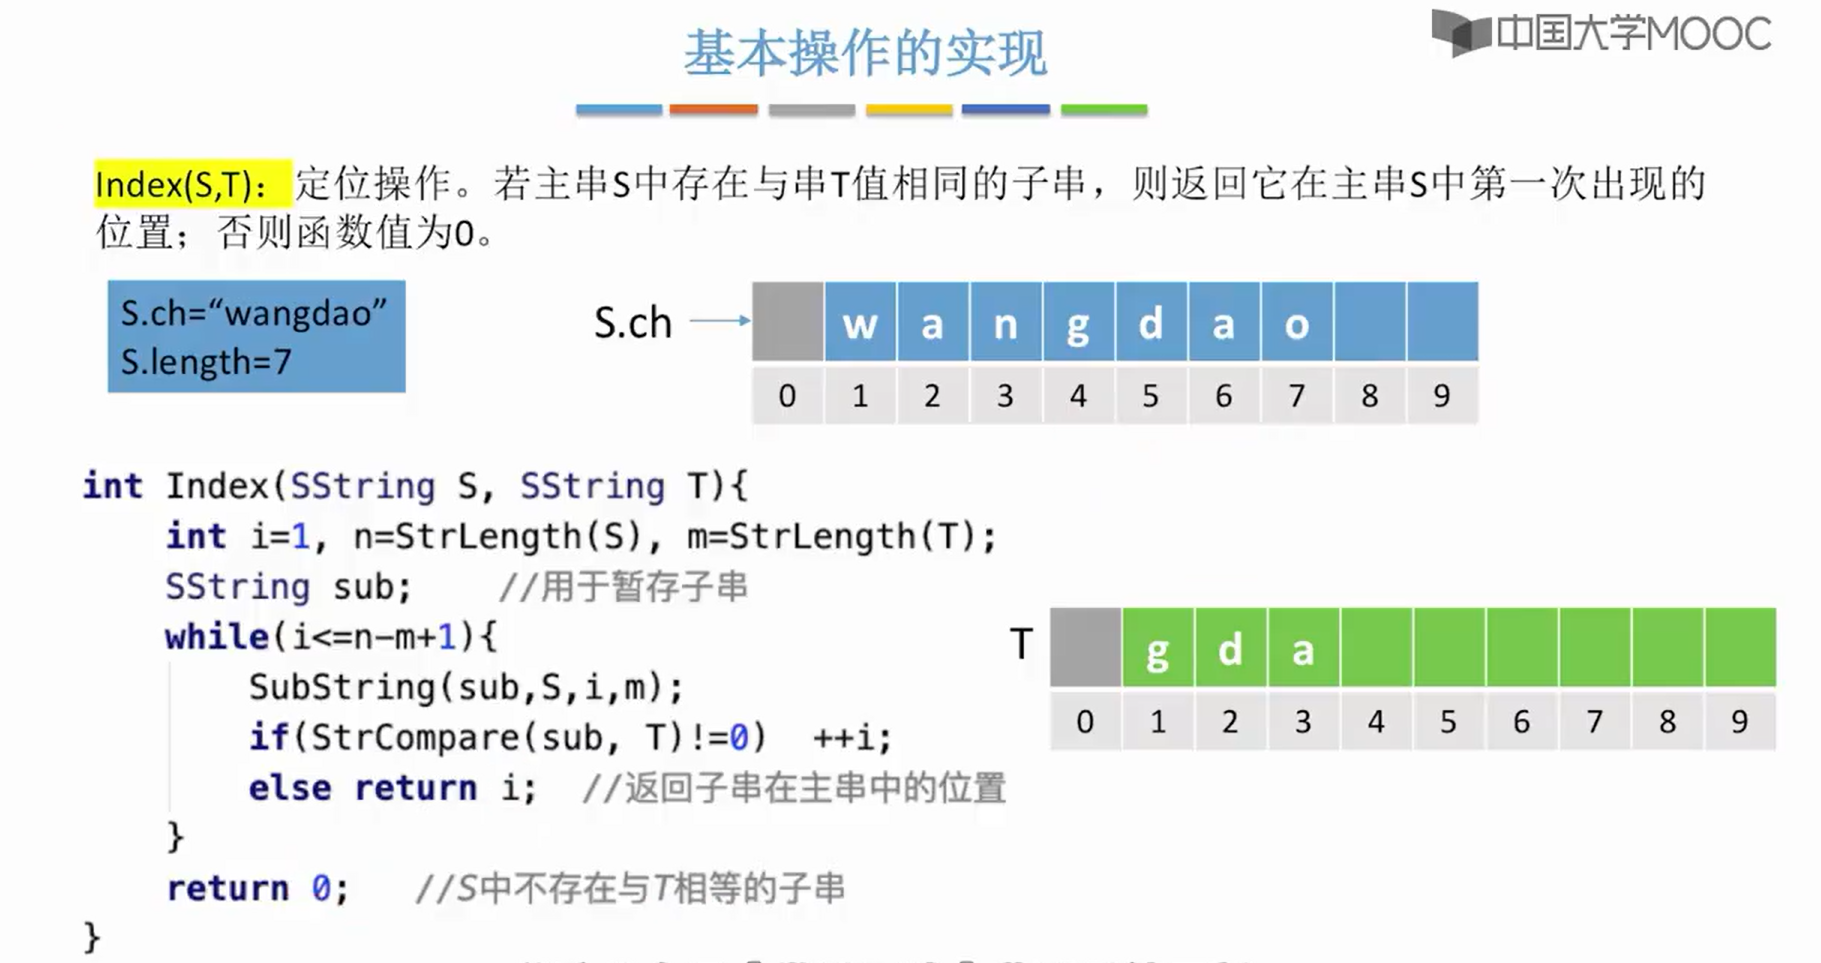 中国大学MOOC
基本操作的实现
Index(S,T)：定位操作。若主串S中存在与串T值相同的子串，则返回它在主串S中第一次出现的
位置；否则函数值为0。
S.ch=“wangdao”
S.length=7
S.ch
w a n g d a o
0 1 2 3 4 5 6 7 8 9
int Index(SString S, SString T){
int i=1, n=StrLength(S), m=StrLength(T);
SString sub; //用于暂存子串
while(i<=n-m+1){
SubString(sub,S,i,m);
if(StrCompare(sub, T)!=0) ++i;
else return i; //返回子串在主串中的位置
}
return 0; //S中不存在与T相等的子串
}
T
g d a
0 1 2 3 4 5 6 7 8 9